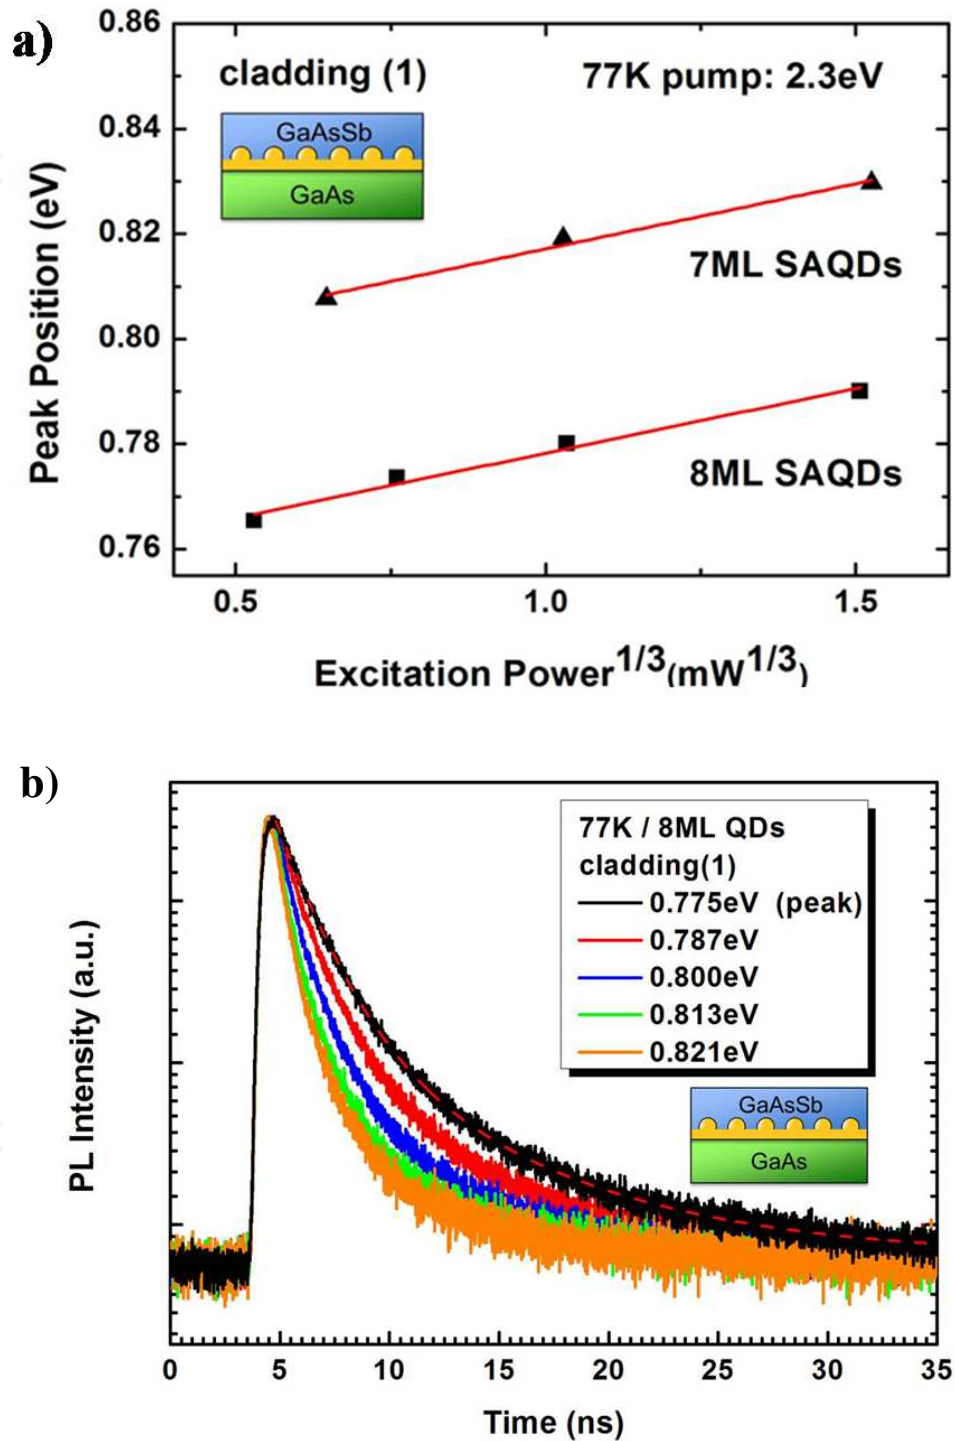 a)
0.86
0.84
0.82
0.80
0.78
0.76
Peak Position (eV)
cladding (1)
77K pump: 2.3eV
GaAsSb
GaAs
7ML SAQDs
8ML SAQDs
0.5 1.0 1.5
Excitation Power1/3(mW1/3)
b)
PL Intensity (a.u.)
77K / 8ML QDs
cladding(1)
0.775eV (peak)
0.787eV
0.800eV
0.813eV
0.821eV
GaAsSb
GaAs
0 5 10 15 20 25 30 35
Time (ns)